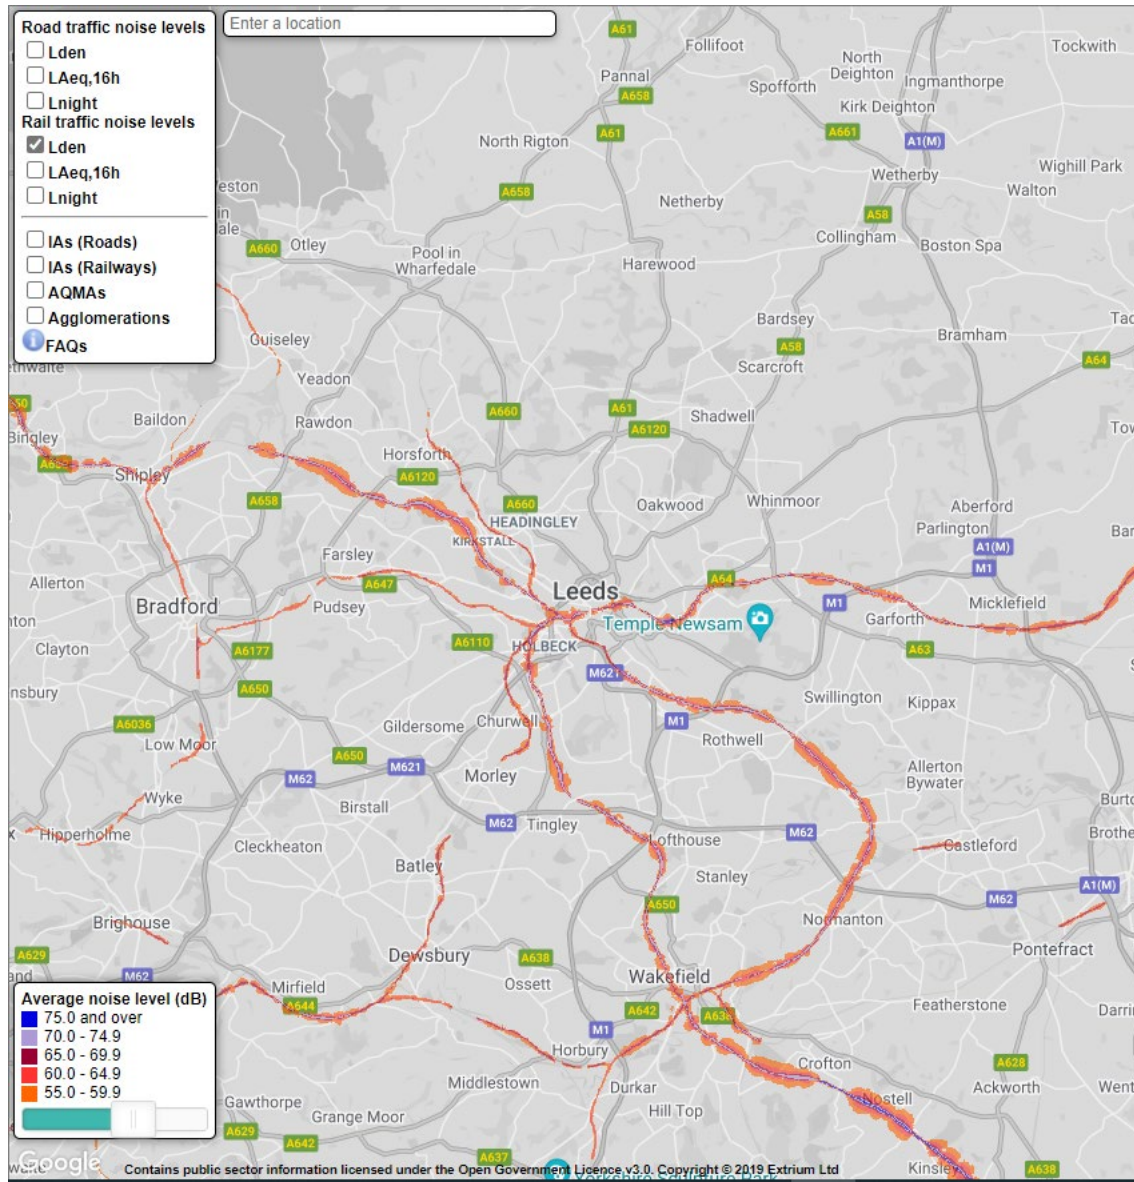 Road traffic noise levels
Lden
LAeq,16h
Lnight
Rail traffic noise levels
Lden
LAeq,16h
Lnight
IAs (Roads)
IAs (Railways)
AQMAs
Agglomerations
FAQs
Enter a location
A61
Follifoot
Tockwith
North
Deighton
Ingmanthorpe
Pannal
Spofforth
A658
Kirk Deighton
A61
A661
A1(M)
North Rigton
Wighill Park
Wetherby
Walton
A658
Netherby
A58
Collingham
Boston Spa
A660
Otley
Pool in
Wharfedale
Harewood
Bardsey
Bramham
Guiseley
A58
A64
Scarcroft
Yeadon
A660
A61
Shadwell
Baildon
Rawdon
A6120
Bingley
Horsforth
Shipley
A6120
A658
A660
Oakwood
Whinmoor
Aberford
HEADINGLEY
Parlington
KIRKSTALL
A1(M)
Farsley
M1
Allerton
A647
Leeds
A64
Bradford
Pudsey
M1
Micklefield
Temple Newsam
Garforth
Clayton
A6110
HOLBECK
A63
A6177
M621
A650
Swillington
Kippax
A6036
Gildersome
Churwell
M1
Low Moor
A650
Rothwell
M621
Morley
Allerton
Bywater
M62
Wyke
Birstall
M62
Tingley
M62
Hipperholme
Cleckheaton
Lofthouse
Castleford
Batley
Stanley
A1(M)
A650
M62
Brighouse
Normanton
A629
Dewsbury
A638
Pontefract
M62
Wakefield
Mirfield
Ossett
A644
A642
Featherstone
M1
Horbury
Crofton
A628
Middlestown
Durkar
Ackworth
Gawthorpe
Hill Top
Nostell
Grange Moor
A629
A642
A637
Kinsley
A638
Average noise level (dB)
75.0 and over
70.0 - 74.9
65.0 - 69.9
60.0 - 64.9
55.0 - 59.9
Google
Contains public sector information licensed under the Open Government Licence v3.0. Copyright © 2019 Extrium Ltd
Yorkshire Sculpture Park